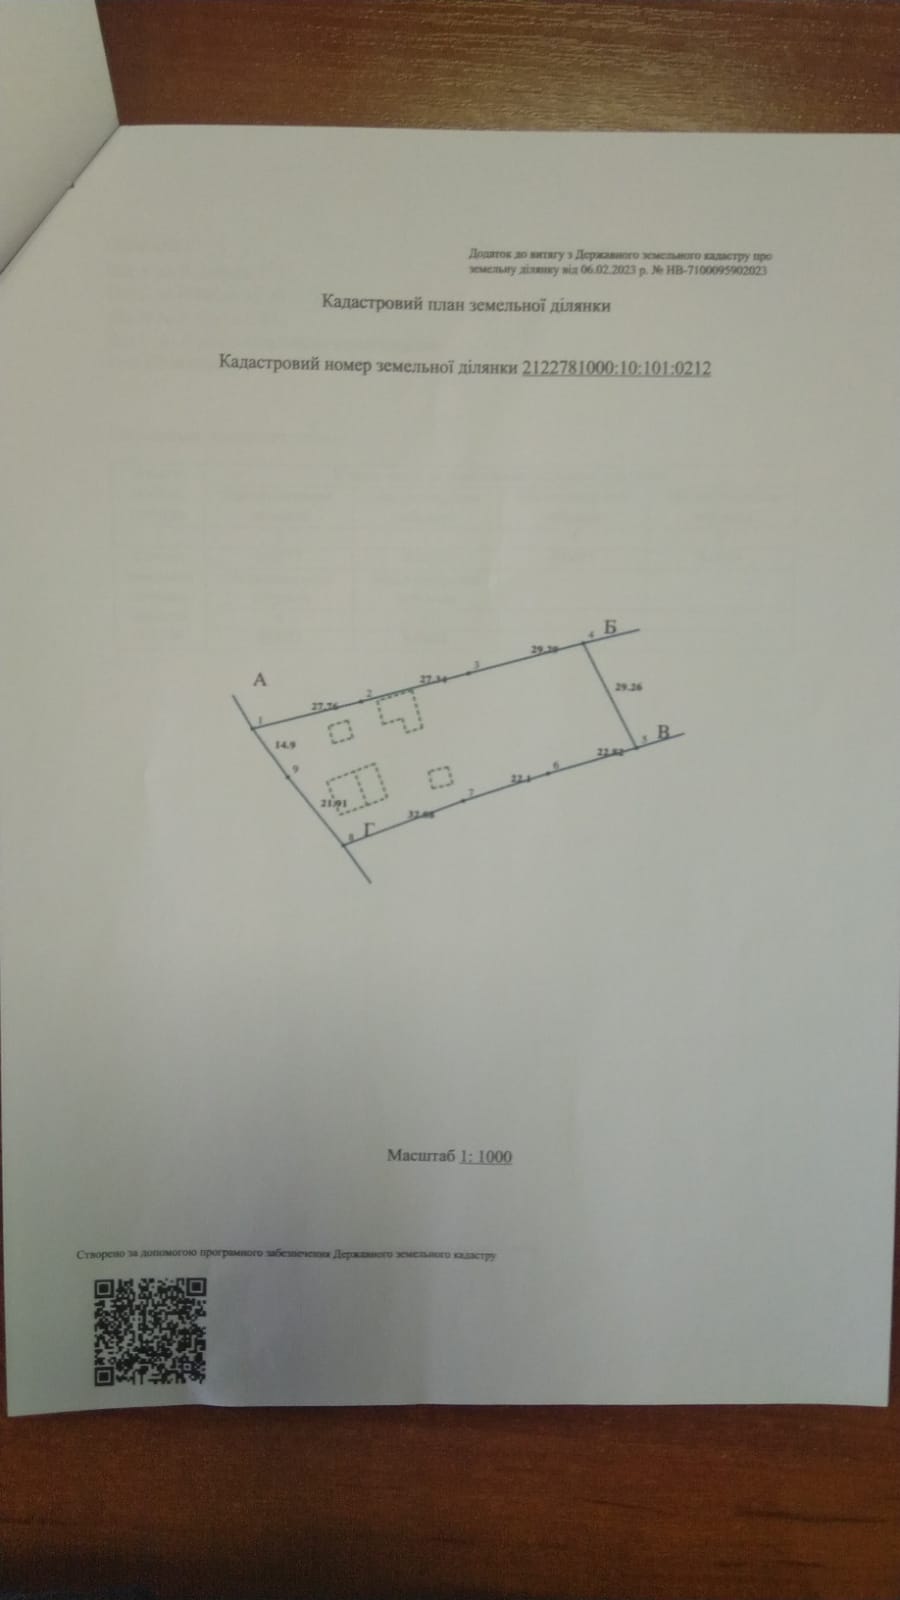 Додаток до витягу з Державного земельного кадастру про
земельну ділянку від 06.02.2023 р. № НВ-7100095902023
Кадастровий план земельної ділянки
Кадастровий номер земельної ділянки 2122781000:10:101:0212
Б
4
29.29
3
27.34
2
27.76
А
1
29.26
14.9
В
5
22.82
9
6
22.1
7
21.91
32.68
Г
8
Масштаб 1: 1000
Створено за допомогою програмного забезпечення Державного земельного кадастру